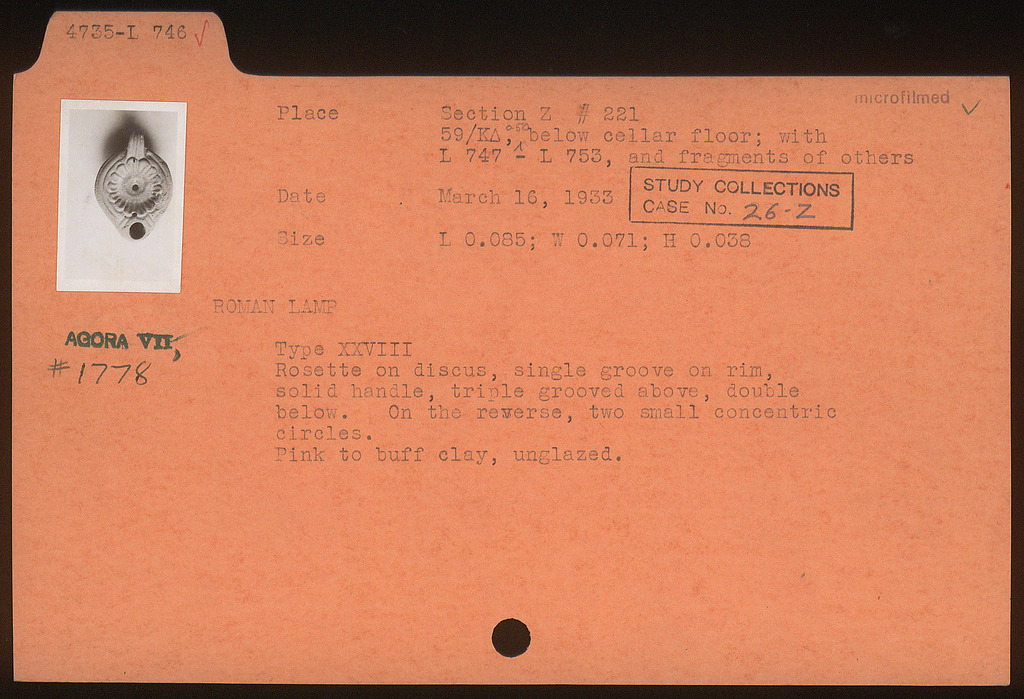 4735-L 746 ✓
microfilmed ✓
Place Section Z # 221
59/ΚΔ, 0.50 below cellar floor; with
L 747 - L 753, and fragments of others
STUDY COLLECTIONS
CASE No. 26-Z
Date March 16, 1933
Size L 0.085; W 0.071; H 0.038
ROMAN LAMP
AGORA VII,
# 1778
Type XXVIII
Rosette on discus, single groove on rim,
solid handle, triple grooved above, double
below. On the reverse, two small concentric
circles.
Pink to buff clay, unglazed.